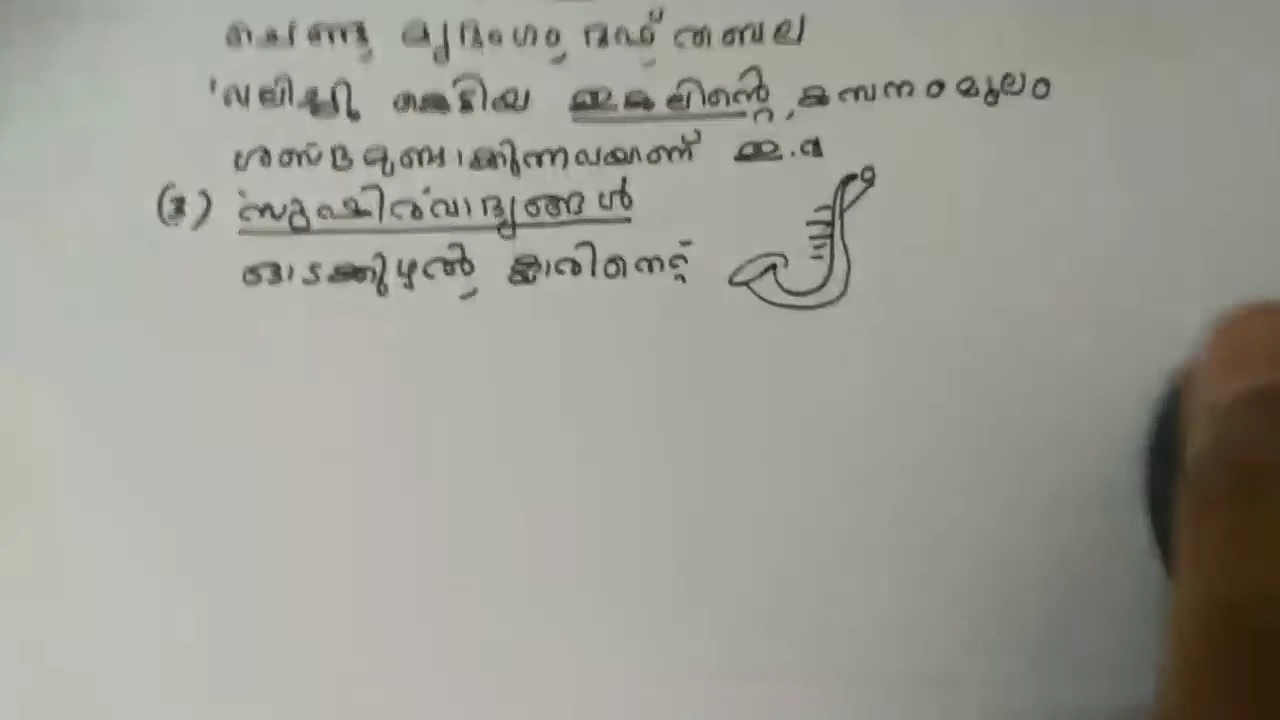 ചെണ്ട, മൃദംഗം, ദഫ്, തബല
വലിച്ചു കെട്ടിയ തുകലിന്റെ കമ്പനംമൂലം
ശബ്ദമുണ്ടാക്കുന്നവയാണ് തു.വ
(3) സുഷിരവാദ്യങ്ങൾ
ഓടക്കുഴൽ, ക്ലാരിനെറ്റ്